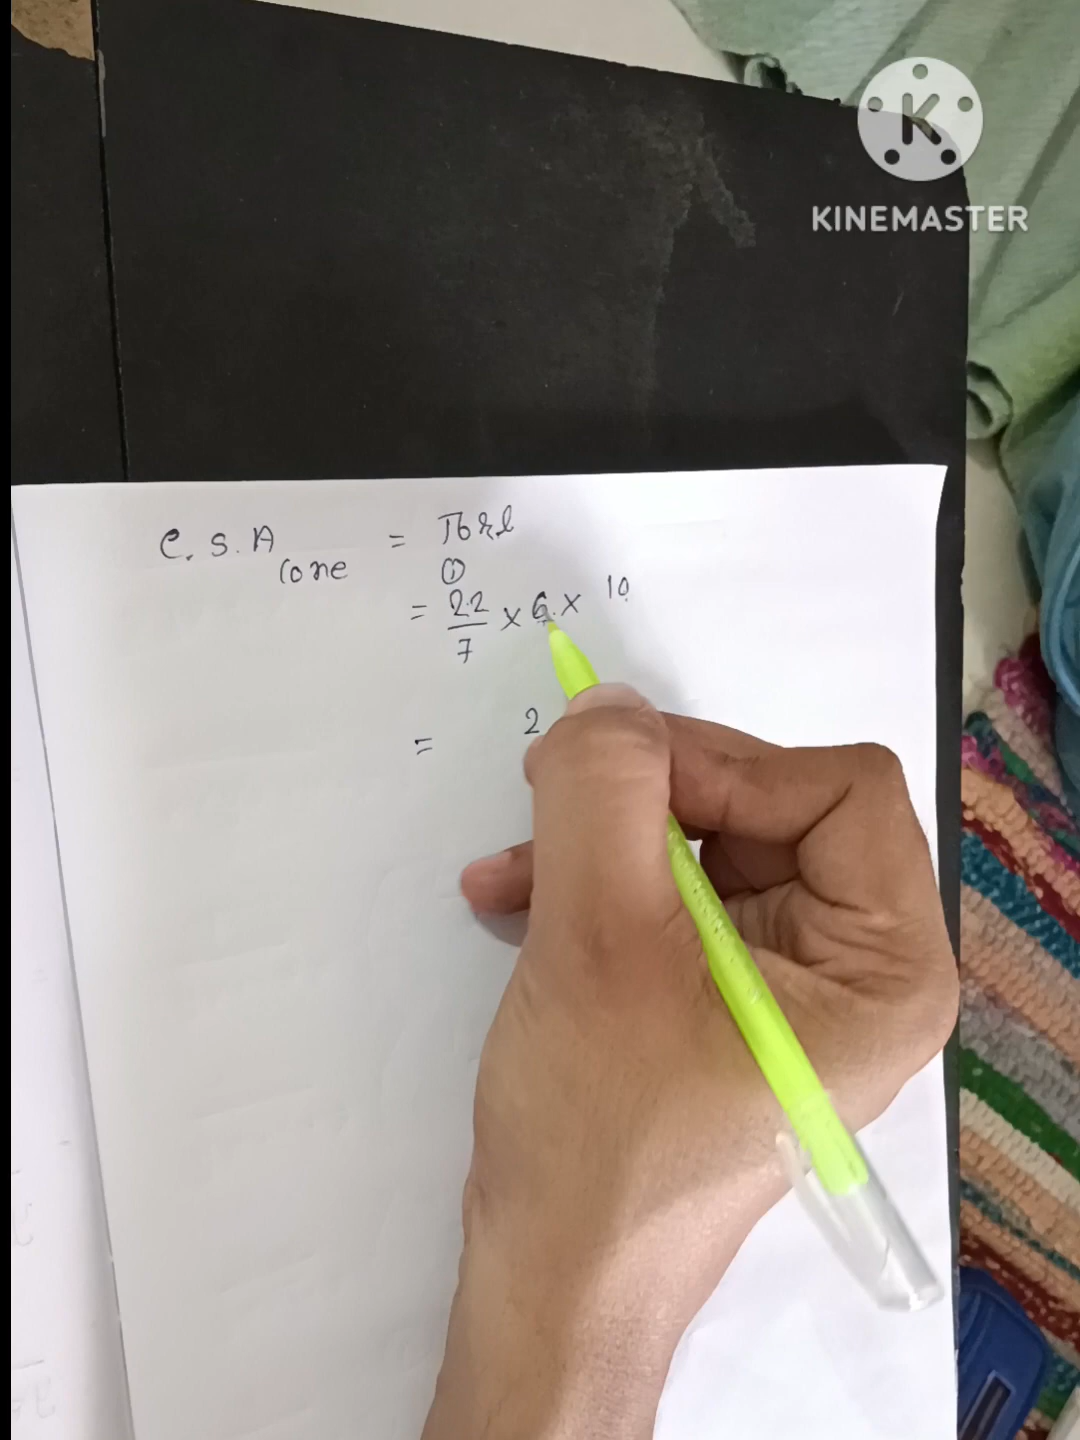 K
KINEMASTER
C.S.A cone = πrl
①
= 22/7 × 6 × 10
= 2